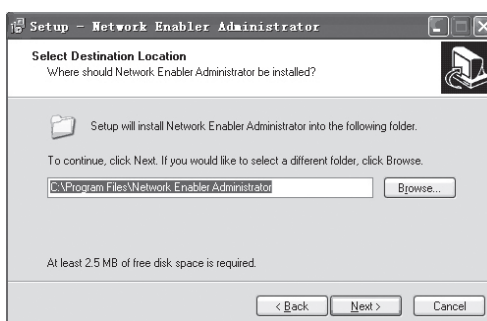 Setup - Network Enabler Administrator
Select Destination Location
Where should Network Enabler Administrator be installed?
Setup will install Network Enabler Administrator into the following folder.
To continue, click Next. If you would like to select a different folder, click Browse.
C:\Program Files\Network Enabler Administrator
Browse...
At least 2.5 MB of free disk space is required.
< Back
Next >
Cancel